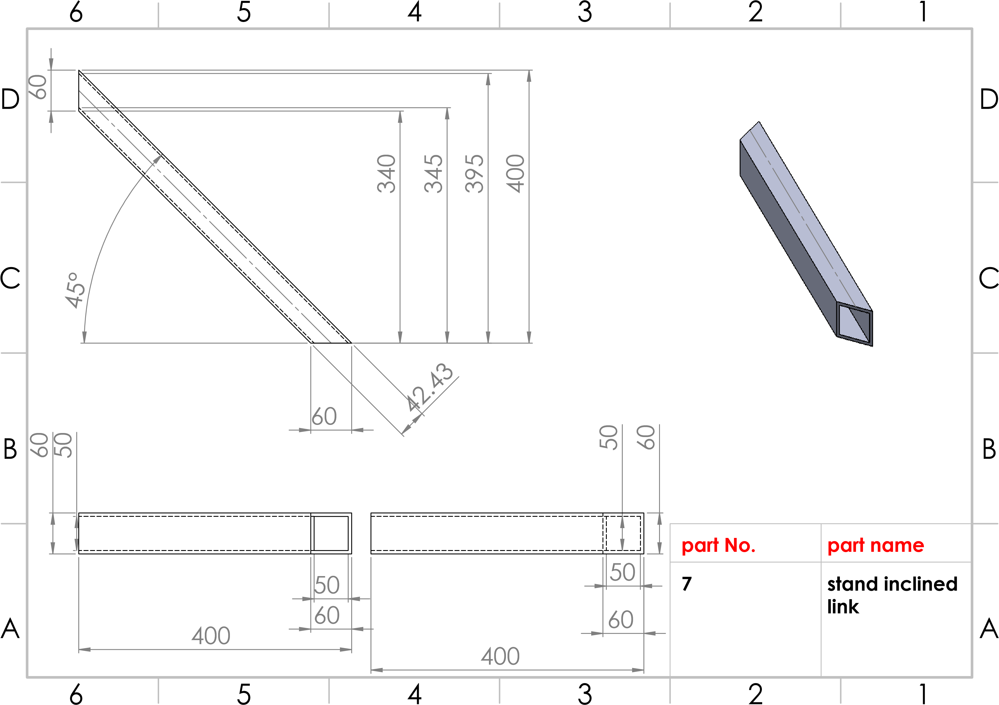 6 5 4 3 2 1
D D
60
340 345 395 400
45°
C C
42.43
60
60 50
50 60
B B
part No. part name
7 stand inclined
link
50
60
400
50
60
400
A A
6 5 4 3 2 1